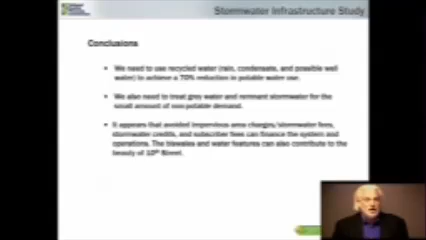 Stormwater Infrastructure Study
Conclusions
• We need to use recycled water (rain, condensate, and possible well
water) to achieve a 70% reduction in potable water use.
• We also need to treat grey water and remnant stormwater for the
small amount of non-potable demand.
• It appears that avoided impervious area charges/stormwater fees,
stormwater credits, and subscriber fees can finance the system and
operations. The bioswales and water features can also contribute to the
beauty of 10th Street.